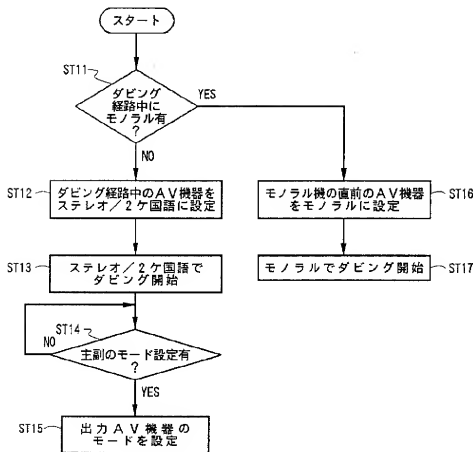 スタート
ST11
ダビング
経路中に
モノラル有
?
YES
NO
ST12
ダビング経路中のAV機器を
ステレオ/2ケ国語に設定
モノラル機の直前のAV機器
をモノラルに設定
ST16
ST13
ステレオ/2ケ国語で
ダビング開始
モノラルでダビング開始
ST17
ST14
NO
主副のモード設定有
?
YES
ST15
出力AV機器の
モードを設定